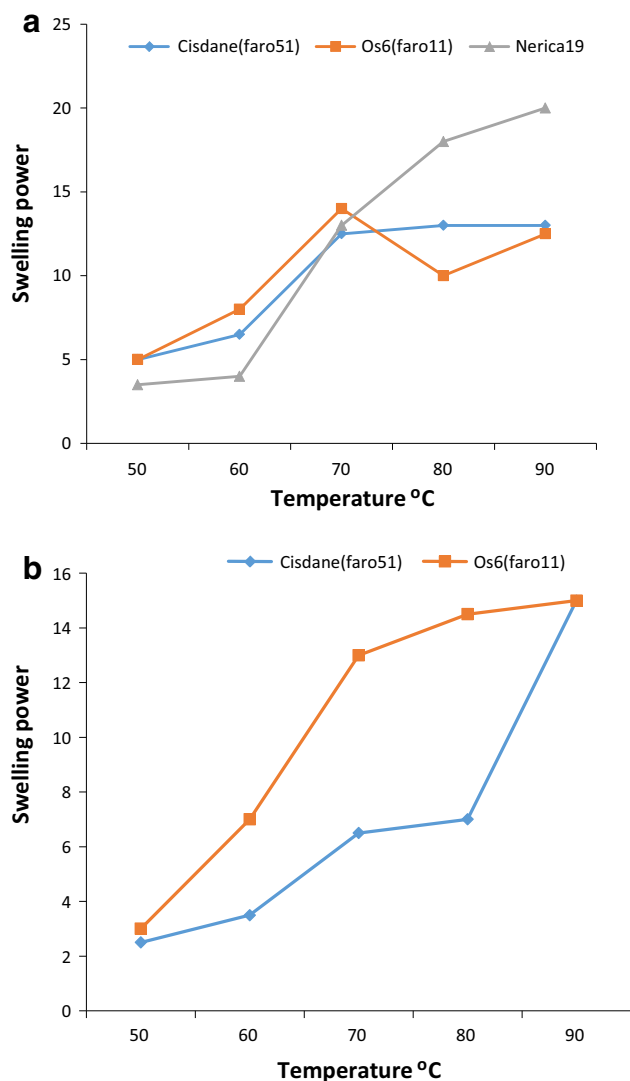 a
Cisdane(faro51) Os6(faro11) Nerica19
25
20
15
10
5
0
Swelling power
50 60 70 80 90
Temperature ºC
b
Cisdane(faro51) Os6(faro11)
16
14
12
10
8
6
4
2
0
Swelling power
50 60 70 80 90
Temperature ºC